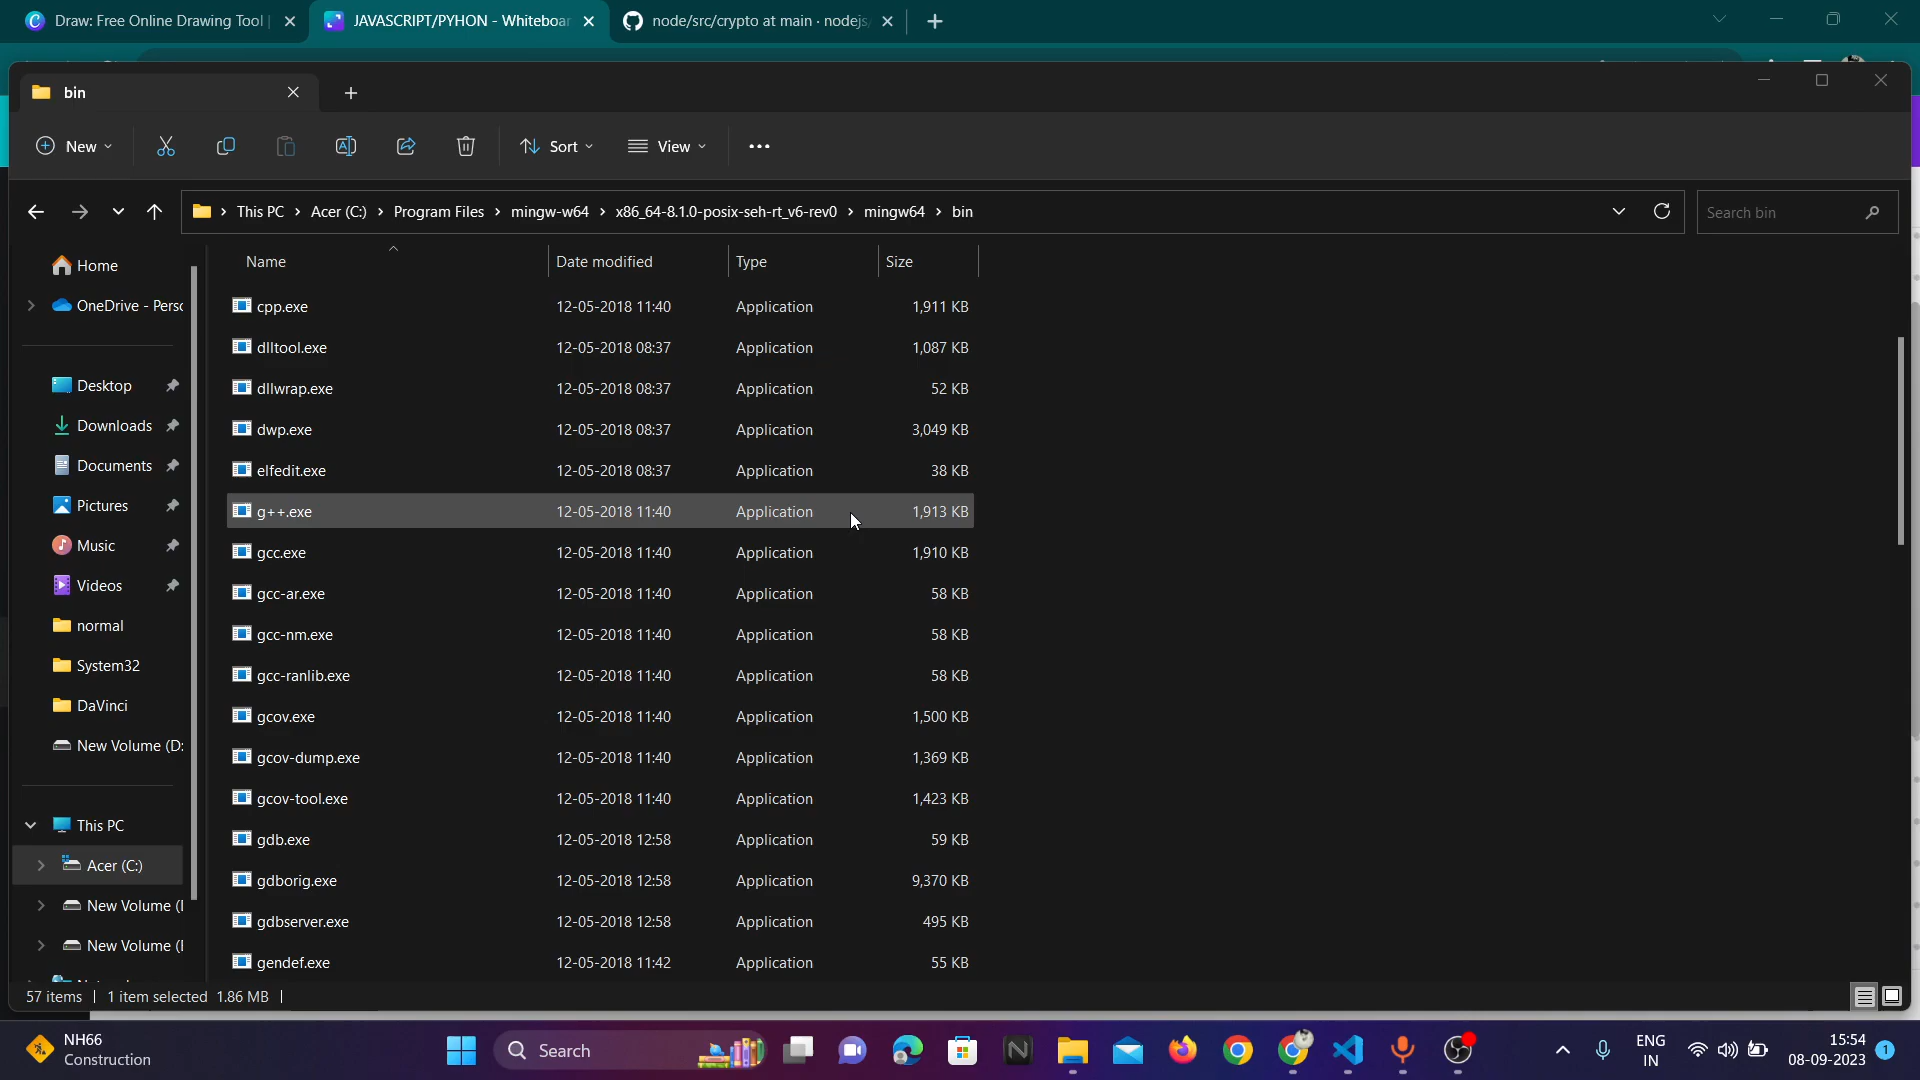 Draw: Free Online Drawing Tool
JAVASCRIPT/PYHON - Whiteboar
node/src/crypto at main · nodejs
bin
New
Sort
View
This PC
Acer (C:)
Program Files
mingw-w64
x86_64-8.1.0-posix-seh-rt_v6-rev0
mingw64
bin
Search bin
Name Date modified Type Size
Home
OneDrive - Perso
Desktop
Downloads
Documents
Pictures
Music
Videos
normal
System32
DaVinci
New Volume (D:
This PC
Acer (C:)
New Volume (
New Volume (
cpp.exe 12-05-2018 11:40 Application 1,911 KB
dlltool.exe 12-05-2018 08:37 Application 1,087 KB
dllwrap.exe 12-05-2018 08:37 Application 52 KB
dwp.exe 12-05-2018 08:37 Application 3,049 KB
elfedit.exe 12-05-2018 08:37 Application 38 KB
g++.exe 12-05-2018 11:40 Application 1,913 KB
gcc.exe 12-05-2018 11:40 Application 1,910 KB
gcc-ar.exe 12-05-2018 11:40 Application 58 KB
gcc-nm.exe 12-05-2018 11:40 Application 58 KB
gcc-ranlib.exe 12-05-2018 11:40 Application 58 KB
gcov.exe 12-05-2018 11:40 Application 1,500 KB
gcov-dump.exe 12-05-2018 11:40 Application 1,369 KB
gcov-tool.exe 12-05-2018 11:40 Application 1,423 KB
gdb.exe 12-05-2018 12:58 Application 59 KB
gdborig.exe 12-05-2018 12:58 Application 9,370 KB
gdbserver.exe 12-05-2018 12:58 Application 495 KB
gendef.exe 12-05-2018 11:42 Application 55 KB
57 items 1 item selected 1.86 MB
NH66
Construction
Search
ENG
IN
15:54
08-09-2023
1